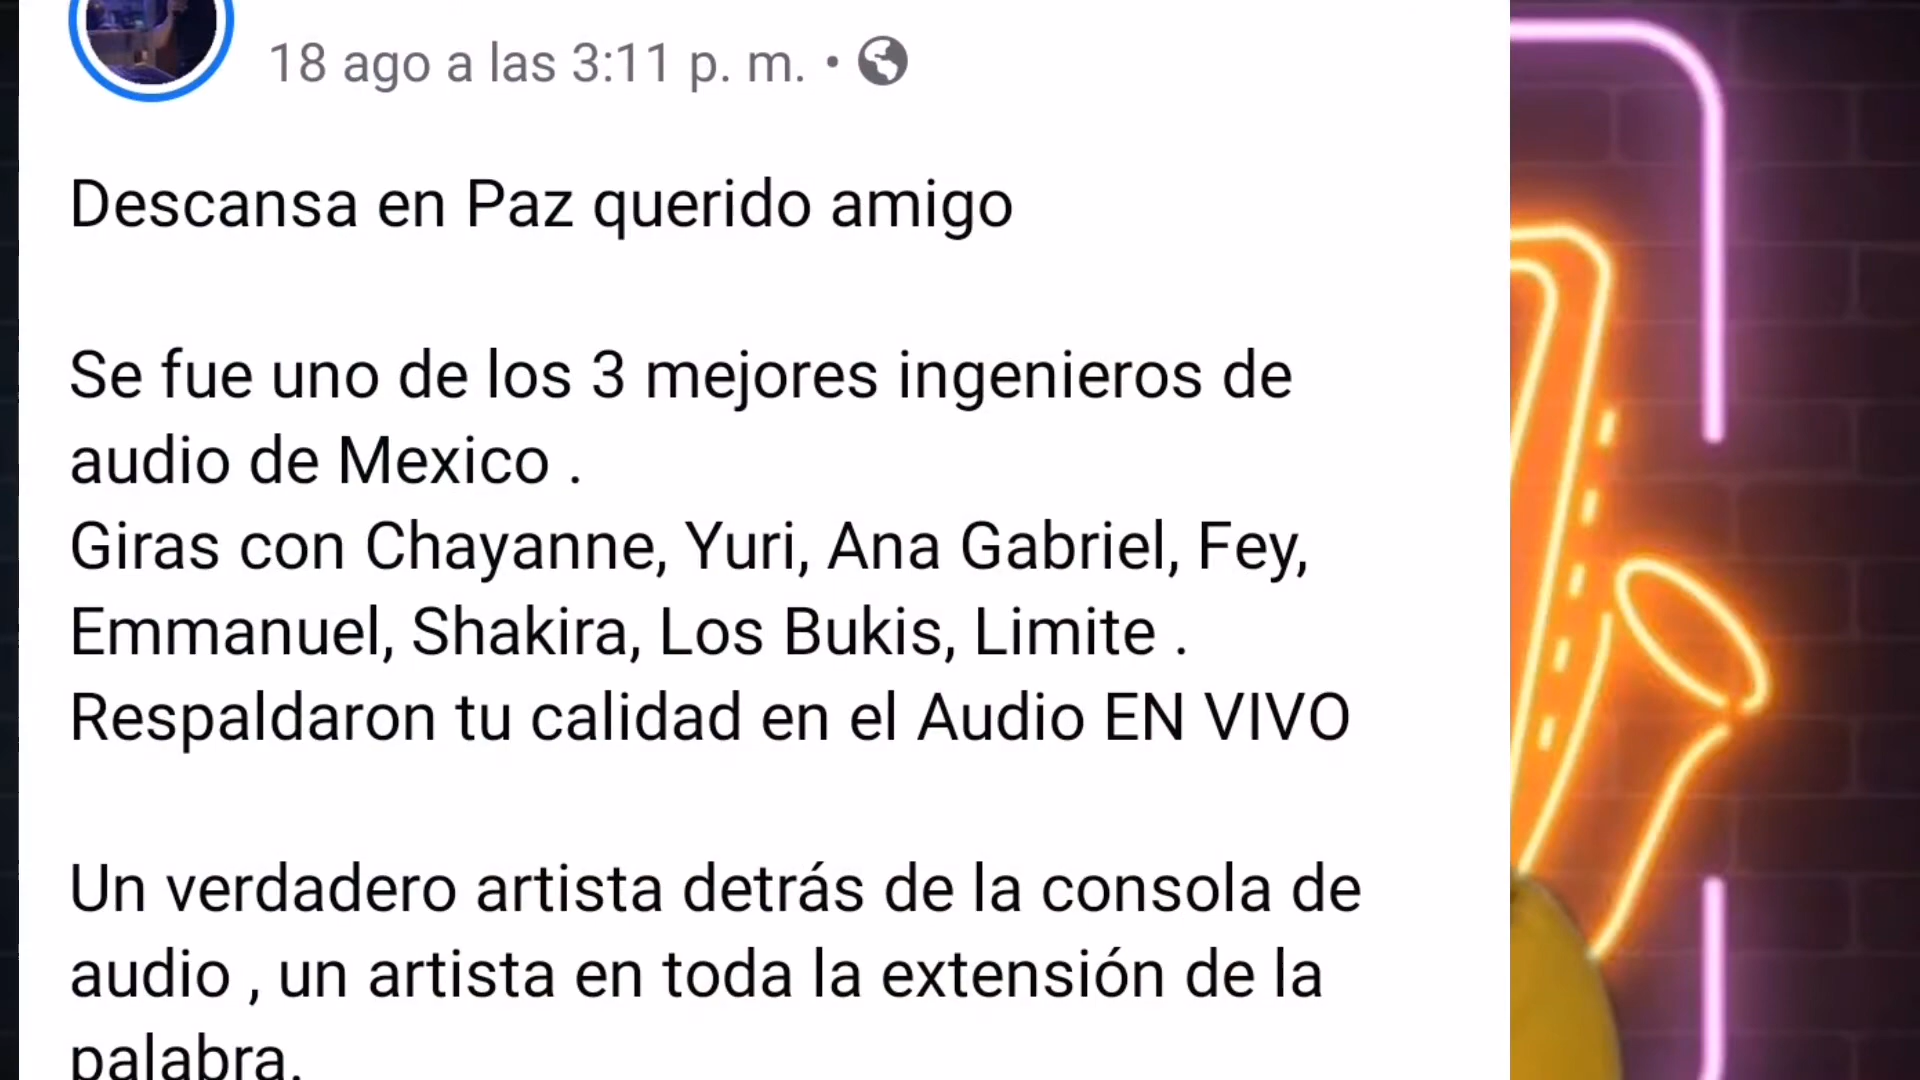 18 ago a las 3:11 p. m. •
Descansa en Paz querido amigo
Se fue uno de los 3 mejores ingenieros de
audio de Mexico .
Giras con Chayanne, Yuri, Ana Gabriel, Fey,
Emmanuel, Shakira, Los Bukis, Limite .
Respaldaron tu calidad en el Audio EN VIVO
Un verdadero artista detrás de la consola de
audio , un artista en toda la extensión de la
palabra.